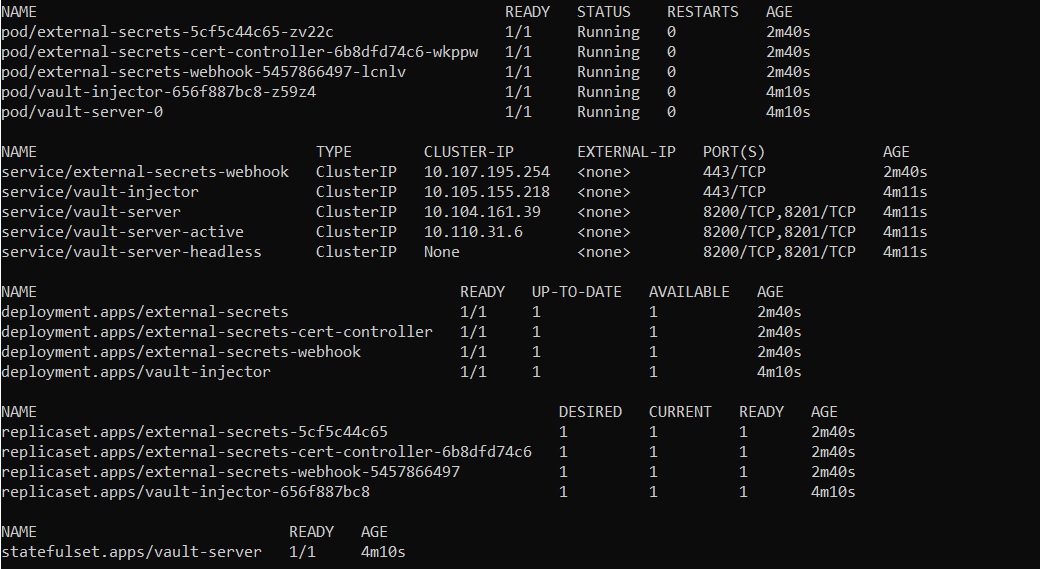 NAME READY STATUS RESTARTS AGE
pod/external-secrets-5cf5c44c65-zv22c 1/1 Running 0 2m40s
pod/external-secrets-cert-controller-6b8dfd74c6-wkppw 1/1 Running 0 2m40s
pod/external-secrets-webhook-5457866497-lcnlv 1/1 Running 0 2m40s
pod/vault-injector-656f887bc8-z59z4 1/1 Running 0 4m10s
pod/vault-server-0 1/1 Running 0 4m10s
NAME TYPE CLUSTER-IP EXTERNAL-IP PORT(S) AGE
service/external-secrets-webhook ClusterIP 10.107.195.254 <none> 443/TCP 2m40s
service/vault-injector ClusterIP 10.105.155.218 <none> 443/TCP 4m11s
service/vault-server ClusterIP 10.104.161.39 <none> 8200/TCP,8201/TCP 4m11s
service/vault-server-active ClusterIP 10.110.31.6 <none> 8200/TCP,8201/TCP 4m11s
service/vault-server-headless ClusterIP None <none> 8200/TCP,8201/TCP 4m11s
NAME READY UP-TO-DATE AVAILABLE AGE
deployment.apps/external-secrets 1/1 1 1 2m40s
deployment.apps/external-secrets-cert-controller 1/1 1 1 2m40s
deployment.apps/external-secrets-webhook 1/1 1 1 2m40s
deployment.apps/vault-injector 1/1 1 1 4m10s
NAME DESIRED CURRENT READY AGE
replicaset.apps/external-secrets-5cf5c44c65 1 1 1 2m40s
replicaset.apps/external-secrets-cert-controller-6b8dfd74c6 1 1 1 2m40s
replicaset.apps/external-secrets-webhook-5457866497 1 1 1 2m40s
replicaset.apps/vault-injector-656f887bc8 1 1 1 4m10s
NAME READY AGE
statefulset.apps/vault-server 1/1 4m10s